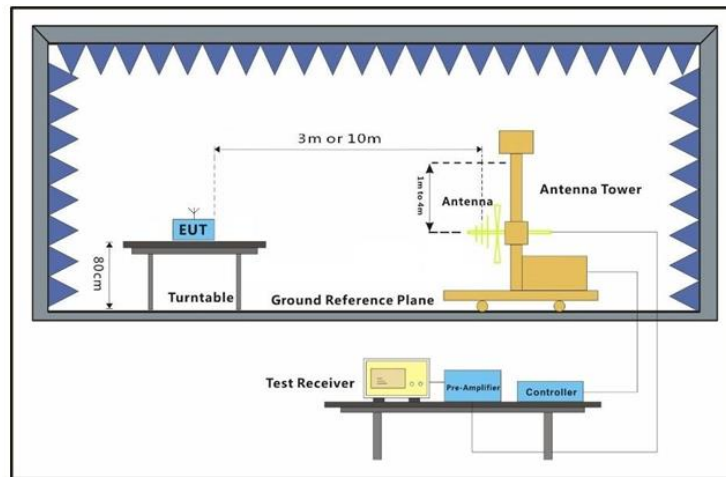 3m or 10m
1m to 4m
Antenna
Antenna Tower
EUT
80cm
Turntable
Ground Reference Plane
Test Receiver
Pre-Amplifier
Controller